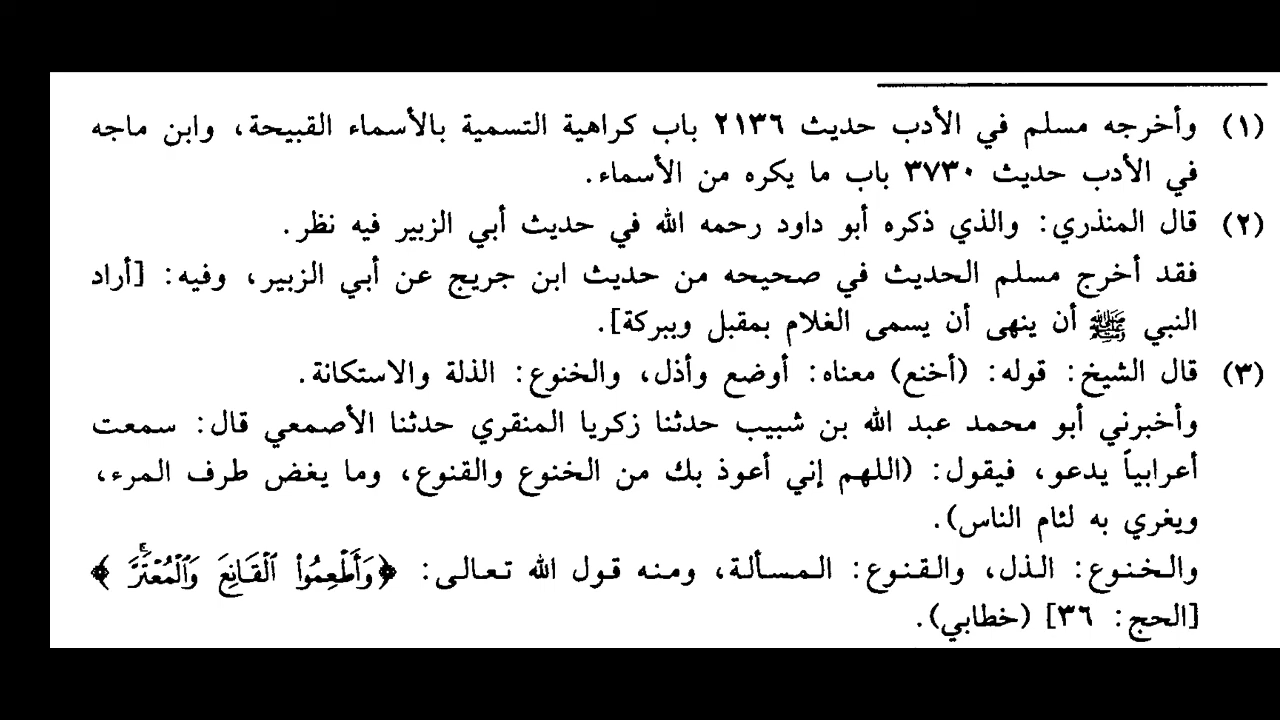 (١) وأخرجه مسلم في الأدب حديث ٢١٣٦ باب كراهية التسمية بالأسماء القبيحة، وابن ماجه
في الأدب حديث ٣٧٣٠ باب ما يكره من الأسماء.
(٢) قال المنذري: والذي ذكره أبو داود رحمه الله في حديث أبي الزبير فيه نظر.
فقد أخرج مسلم الحديث في صحيحه من حديث ابن جريج عن أبي الزبير، وفيه: [أراد
النبي ﷺ أن ينهى أن يسمى الغلام بمقبل وببركة].
(٣) قال الشيخ: قوله: (أخنع) معناه: أوضع وأذل، والخنوع: الذلة والاستكانة.
وأخبرني أبو محمد عبد الله بن شبيب حدثنا زكريا المنقري حدثنا الأصمعي قال: سمعت
أعرابياً يدعو، فيقول: (اللهم إني أعوذ بك من الخنوع والقنوع، وما يغض طرف المرء،
ويغري به لئام الناس).
والخنوع: الذل، والقنوع: المسألة، ومنه قول الله تعالى: ﴿وَأَطْعِمُوا۟ ٱلْقَانِعَ وَٱلْمُعْتَرَّۚ﴾
[الحج: ٣٦] (خطابي).